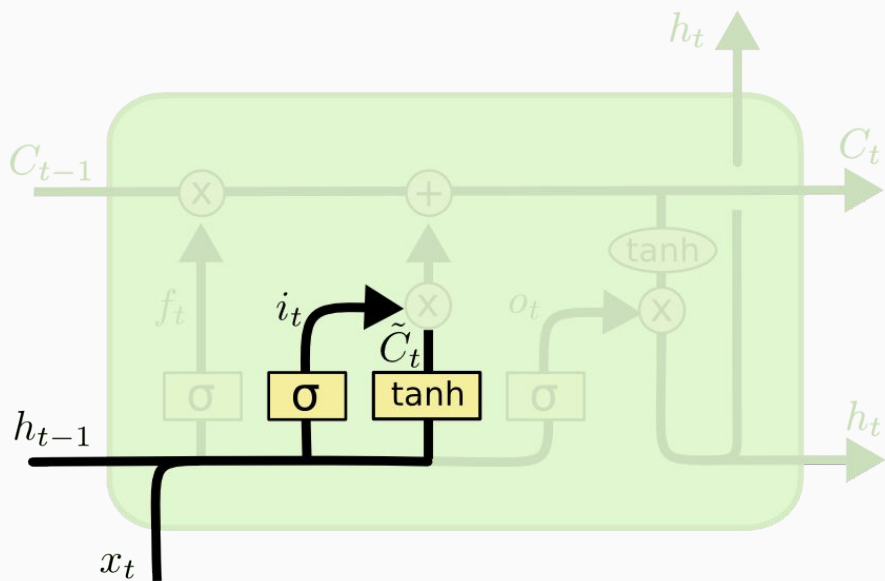 h_t
C_{t-1}
C_t
x
+
tanh
f_t
i_t
x
o_t
x
C̃_t
σ
σ
tanh
σ
h_{t-1}
h_t
x_t